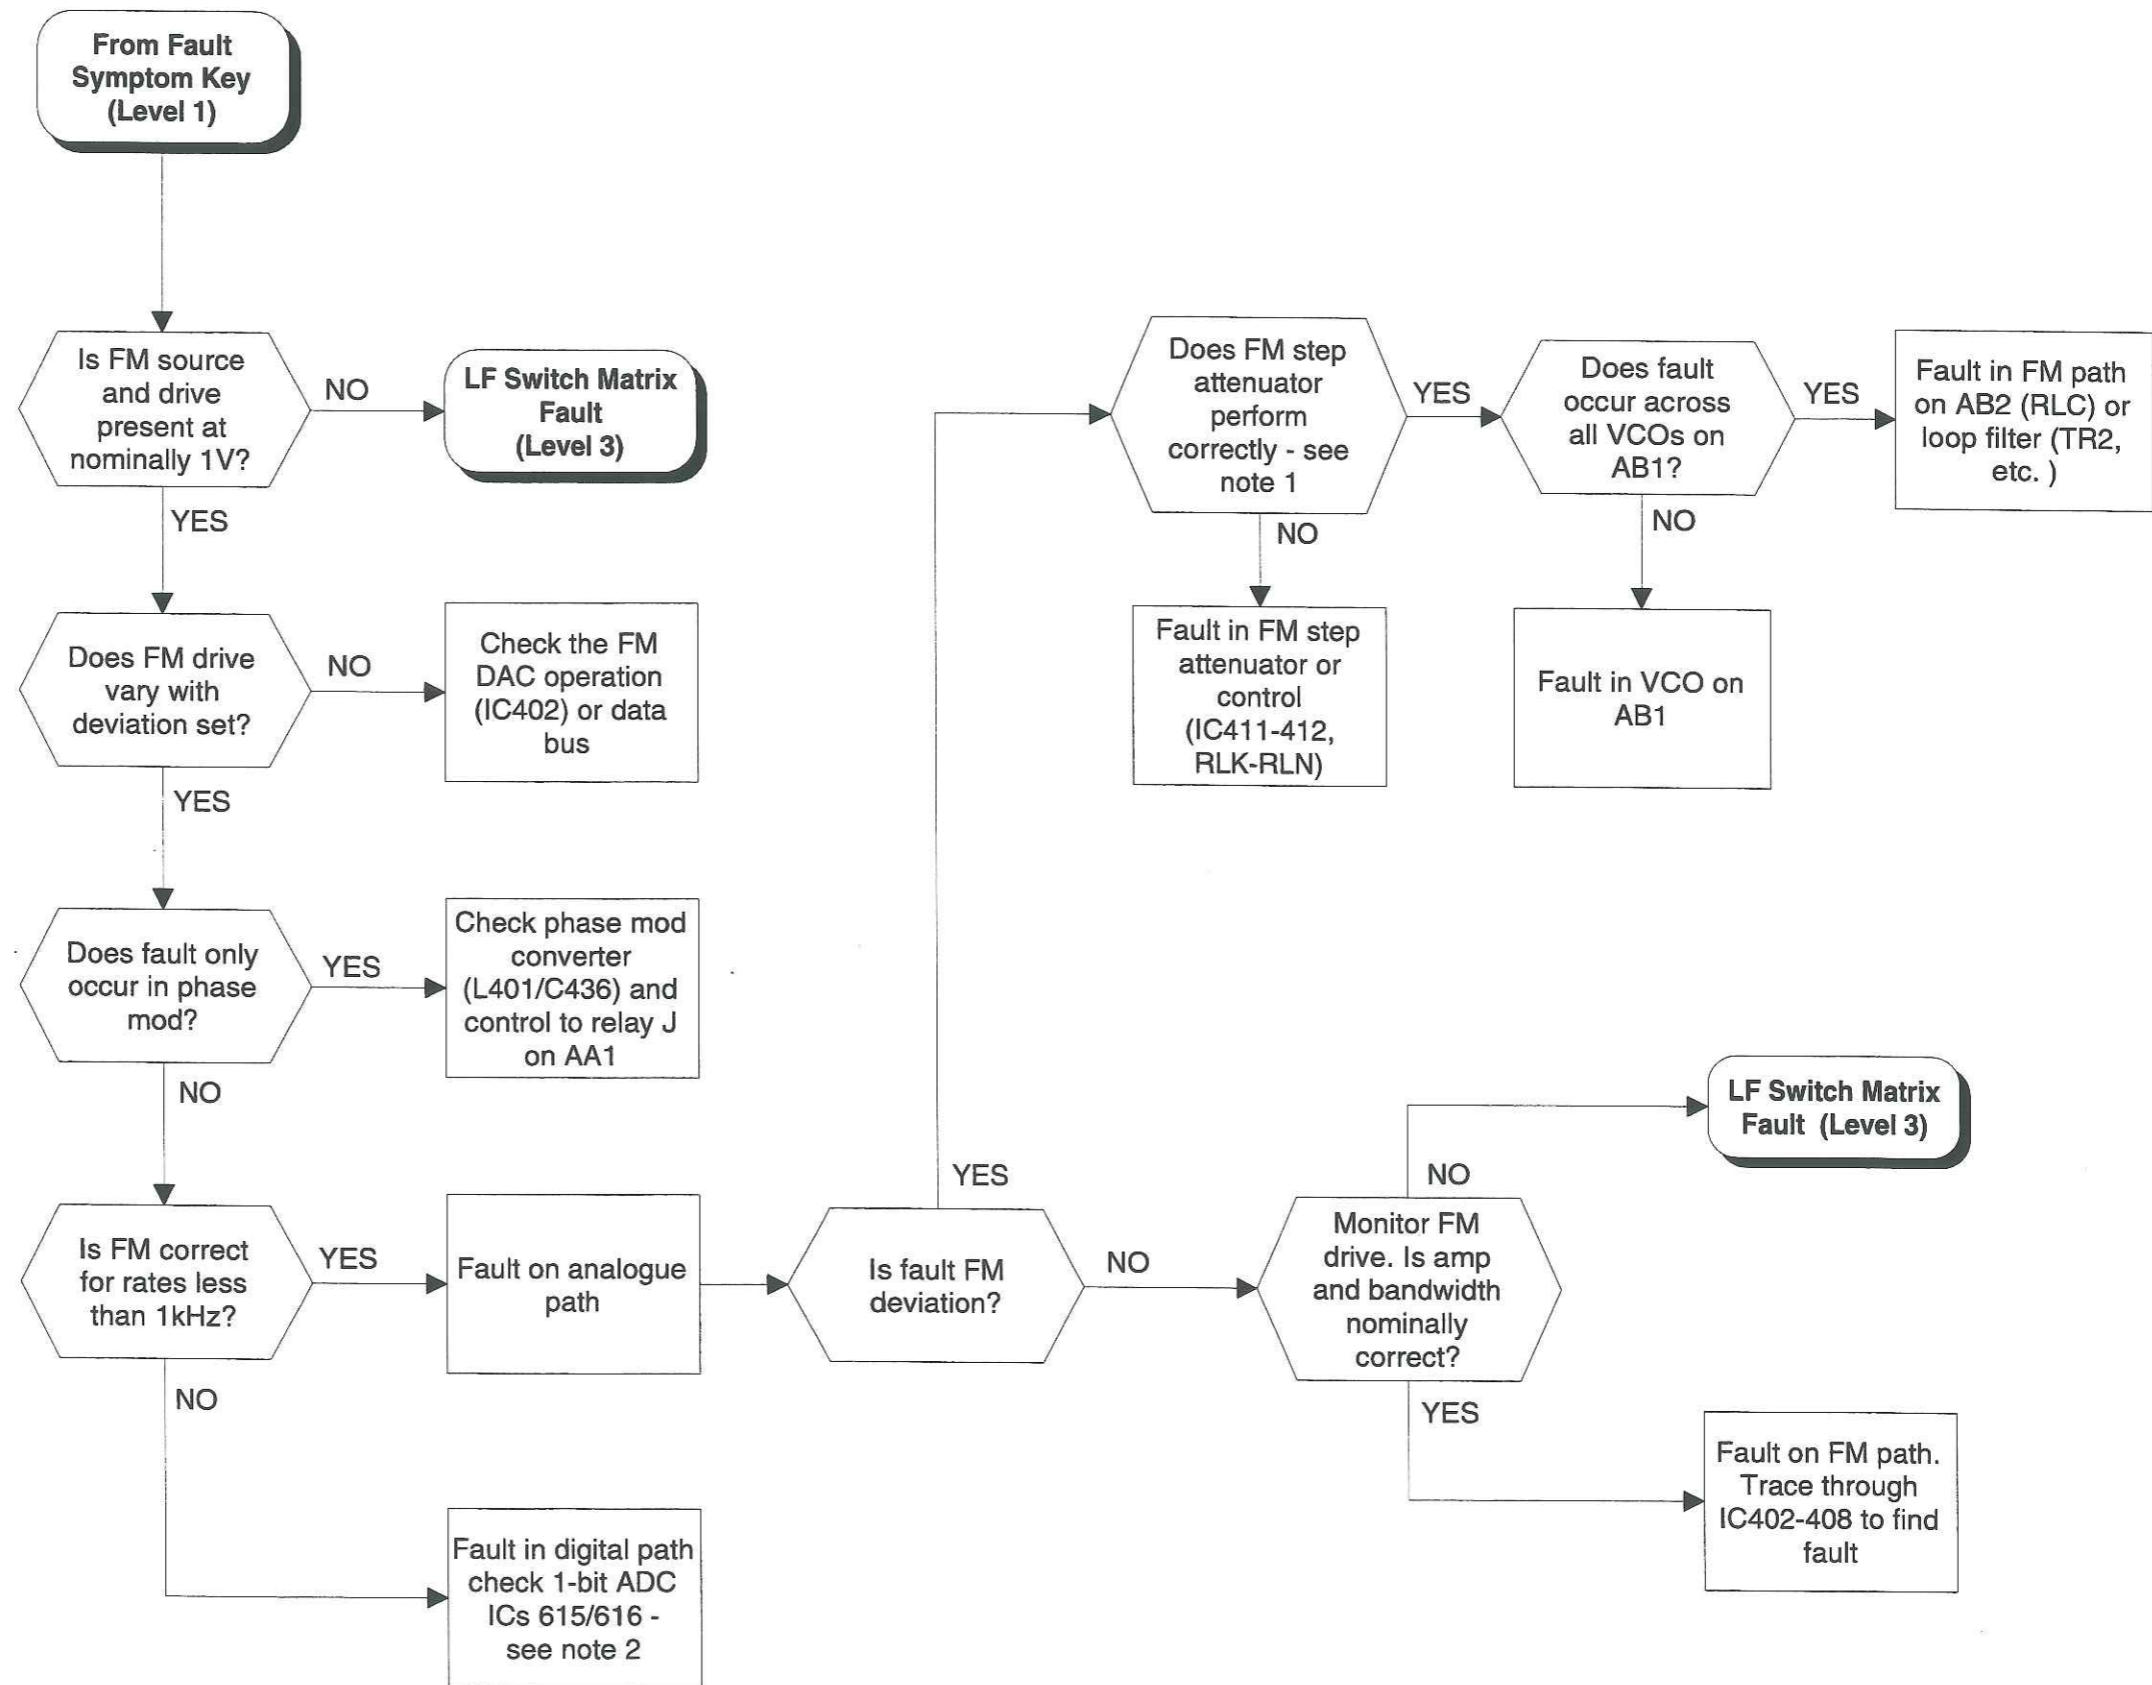 From Fault
Symptom Key
(Level 1)
Is FM source
and drive
present at
nominally 1V?
NO
LF Switch Matrix
Fault
(Level 3)
YES
Does FM drive
vary with
deviation set?
NO
Check the FM
DAC operation
(IC402) or data
bus
YES
Does fault only
occur in phase
mod?
YES
Check phase mod
converter
(L401/C436) and
control to relay J
on AA1
NO
Is FM correct
for rates less
than 1kHz?
YES
Fault on analogue
path
NO
Fault in digital path
check 1-bit ADC
ICs 615/616 -
see note 2
Is fault FM
deviation?
YES
Does FM step
attenuator
perform
correctly - see
note 1
YES
Does fault
occur across
all VCOs on
AB1?
YES
Fault in FM path
on AB2 (RLC) or
loop filter (TR2,
etc. )
NO
Fault in FM step
attenuator or
control
(IC411-412,
RLK-RLN)
NO
Fault in VCO on
AB1
NO
Monitor FM
drive. Is amp
and bandwidth
nominally
correct?
NO
LF Switch Matrix
Fault (Level 3)
YES
Fault on FM path.
Trace through
IC402-408 to find
fault